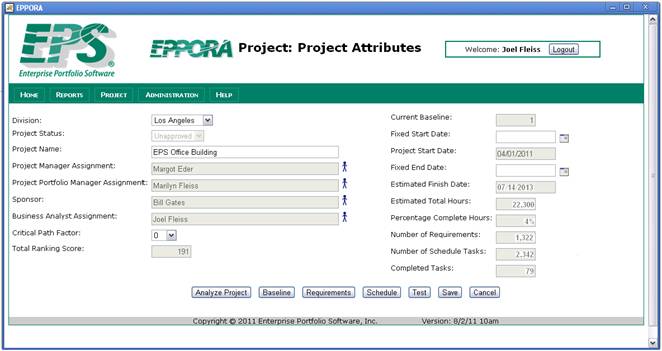 EPPORA
EPS®
Enterprise Portfolio Software
EPPORA Project: Project Attributes
Welcome: Joel Fleiss Logout
HOME REPORTS PROJECT ADMINISTRATION HELP
Division: Los Angeles
Project Status: Unapproved
Project Name: EPS Office Building
Project Manager Assignment: Margot Eder
Project Portfolio Manager Assignment: Marilyn Fleiss
Sponsor: Bill Gates
Business Analyst Assignment: Joel Fleiss
Critical Path Factor: 0
Total Ranking Score: 191
Current Baseline: 1
Fixed Start Date:
Project Start Date: 04/01/2011
Fixed End Date:
Estimated Finish Date: 07 14 2013
Estimated Total Hours: 22,300
Percentage Complete Hours: 4%
Number of Requirements: 1,322
Number of Schedule Tasks: 2,342
Completed Tasks: 79
Analyze Project Baseline Requirements Schedule Test Save Cancel
Copyright © 2011 Enterprise Portfolio Software, Inc. Version: 8/2/11 10am